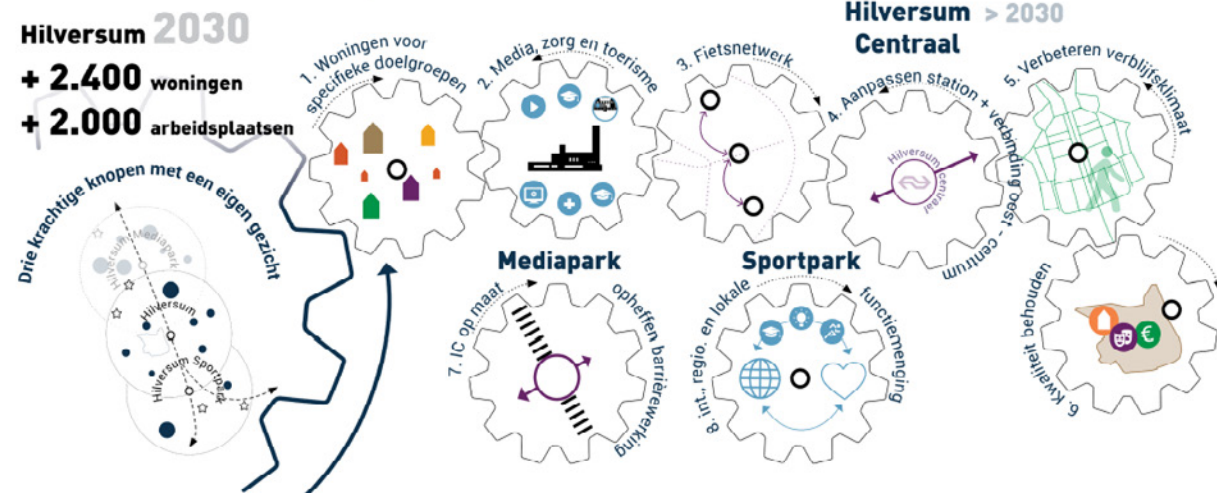 Hilversum 2030
+ 2.400 woningen
+ 2.000 arbeidsplaatsen
Drie krachtige knopen met een eigen gezicht
Hilversum Mediapark
Hilversum
Hilversum Sportpark
1. Woningen voor
specifieke doelgroepen
2. Media, zorg en toerisme
3. Fietsnetwerk
Hilversum > 2030
Centraal
4. Aanpassen station + verbinding oost - centrum
Hilversum
centraal
5. Verbeteren verblijfsklimaat
6. Kwaliteit behouden
Mediapark
7. IC op maat
opheffen barrièrewerking
Sportpark
8. int., regio. en lokale
functiemenging